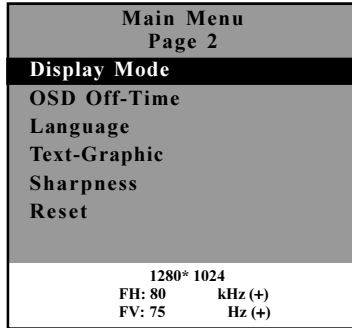 Main Menu
Page 2
Display Mode
OSD Off-Time
Language
Text-Graphic
Sharpness
Reset
1280* 1024
FH: 80 kHz (+)
FV: 75 Hz (+)